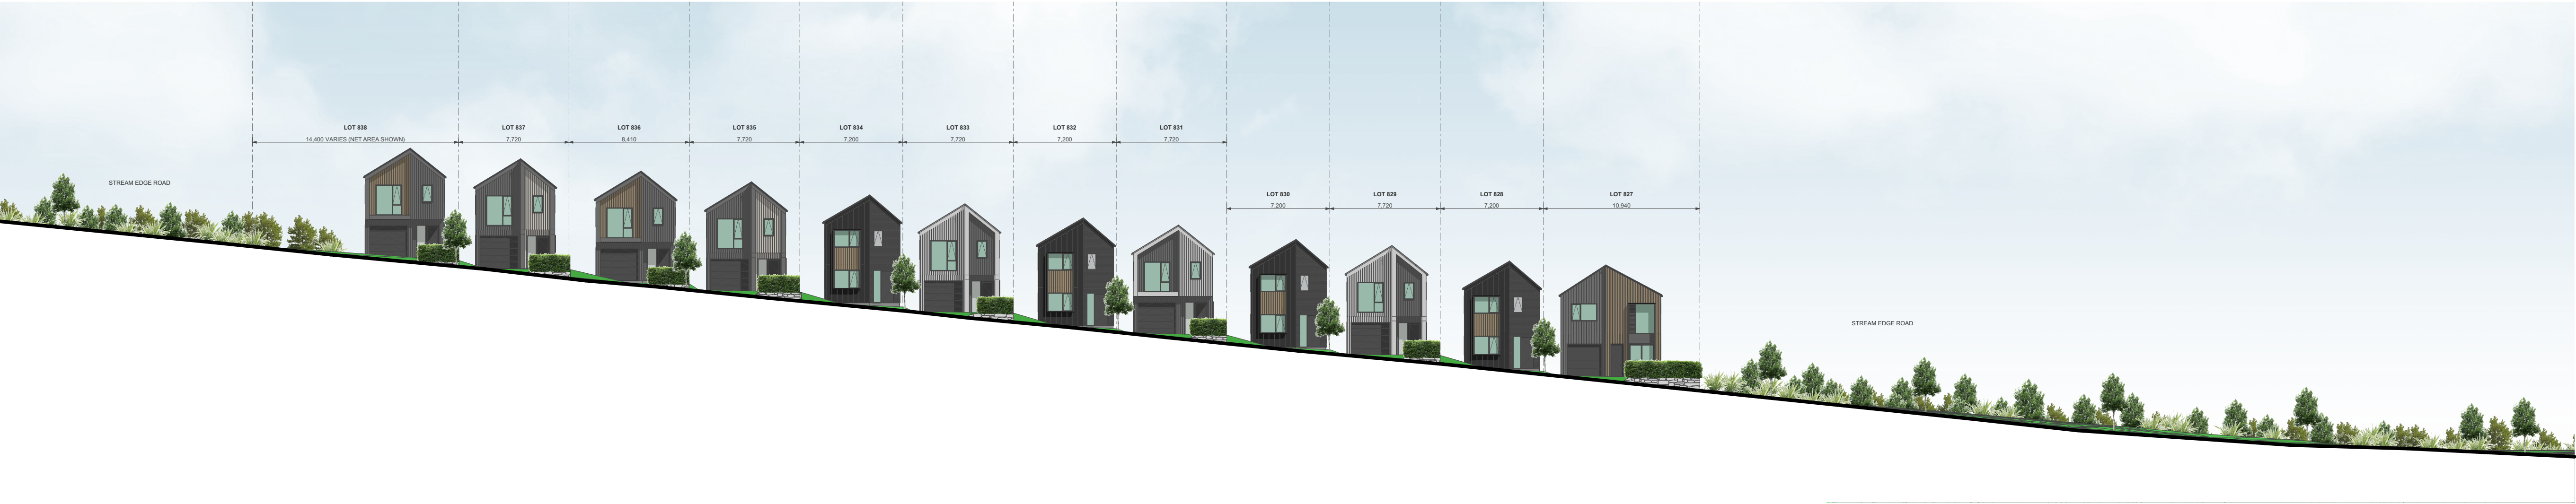 LOT 838 LOT 837 LOT 836 LOT 835 LOT 834 LOT 833 LOT 832 LOT 831
14,400 VARIES (NET AREA SHOWN) 7,720 8,410 7,720 7,200 7,720 7,200 7,720
STREAM EDGE ROAD
LOT 830 LOT 829 LOT 828 LOT 827
7,200 7,720 7,200 10,940
STREAM EDGE ROAD